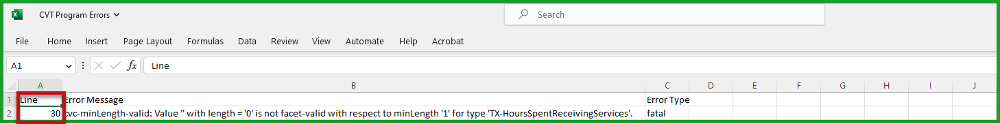 CVT Program Errors
Search
File Home Insert Page Layout Formulas Data Review View Automate Help Acrobat
A1 fx Line
A B C D E F G H I J
1 Line Error Message Error Type
2 30 cvc-minLength-valid: Value '' with length = '0' is not facet-valid with respect to minLength '1' for type 'TX-HoursSpentReceivingServices'. fatal